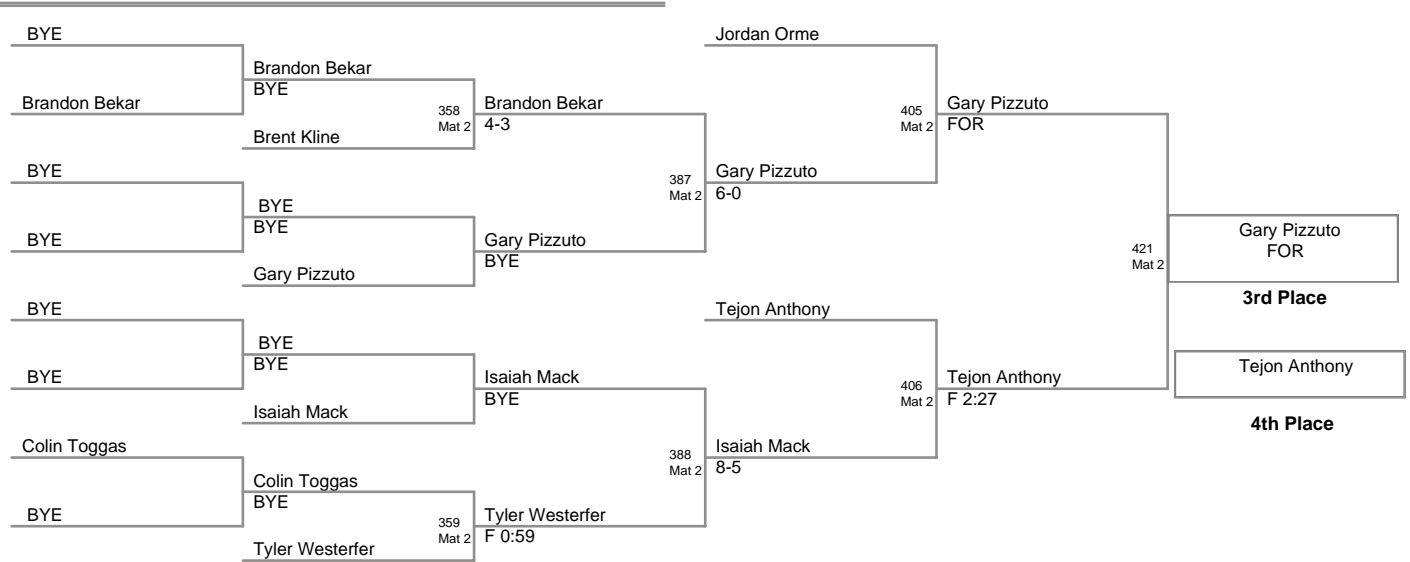 BYE
Jordan Orme
Brandon Bekar
BYE
Brandon Bekar
358
Mat 2
Brandon Bekar
4-3
405
Mat 2
Gary Pizzuto
FOR
Brent Kline
BYE
387
Mat 2
Gary Pizzuto
6-0
BYE
BYE
BYE
Gary Pizzuto
BYE
421
Mat 2
Gary Pizzuto
FOR
Gary Pizzuto
3rd Place
BYE
Tejon Anthony
BYE
BYE
BYE
Isaiah Mack
BYE
406
Mat 2
Tejon Anthony
F 2:27
Tejon Anthony
Isaiah Mack
4th Place
Colin Toggas
388
Mat 2
Isaiah Mack
8-5
Colin Toggas
BYE
BYE
359
Mat 2
Tyler Westerfer
F 0:59
Tyler Westerfer